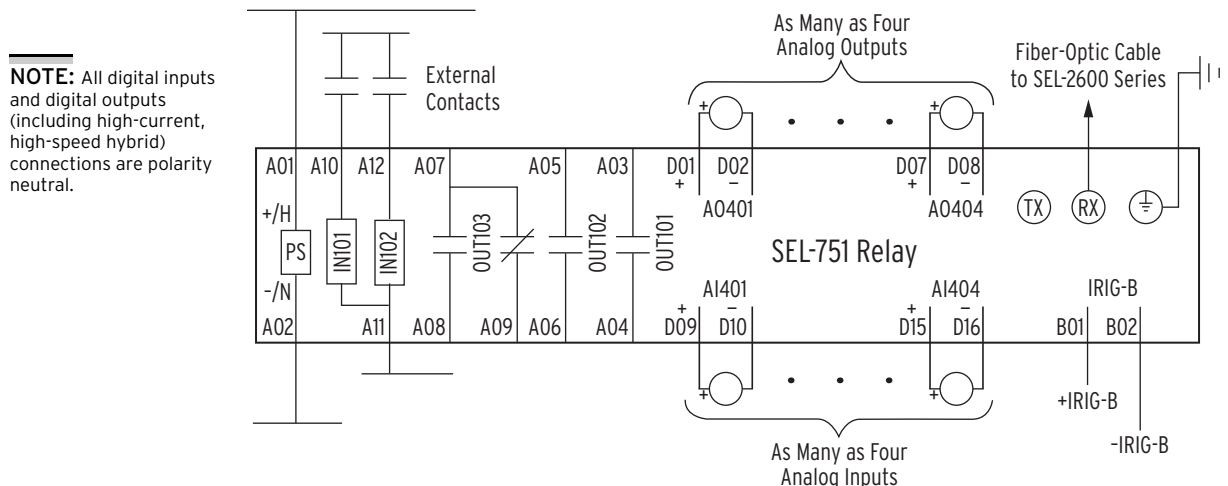 NOTE: All digital inputs
and digital outputs
(including high-current,
high-speed hybrid)
connections are polarity
neutral.
External
Contacts
As Many as Four
Analog Outputs
Fiber-Optic Cable
to SEL-2600 Series
+ +
A01 A10 A12 A07 A05 A03 D01 D02 D07 D08
+ − + −
AO401 AO404
TX RX
+/H
PS
−/N
IN101
IN102
OUT103
OUT102
OUT101
SEL-751 Relay
AI401 AI404 IRIG-B
+ − + −
A02 A11 A08 A09 A06 A04 D09 D10 D15 D16 B01 B02
+ +
+IRIG-B
−IRIG-B
As Many as Four
Analog Inputs